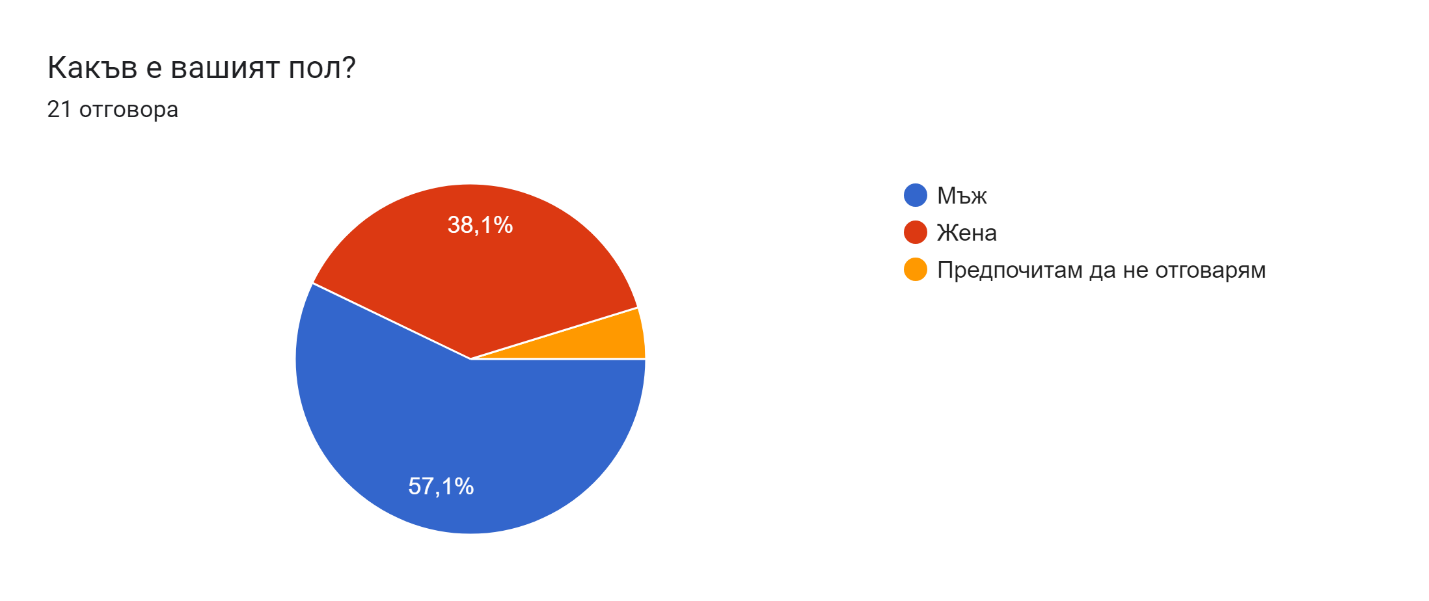 Какъв е вашият пол?
21 отговора
38,1%
57,1%
Мъж
Жена
Предпочитам да не отговарям